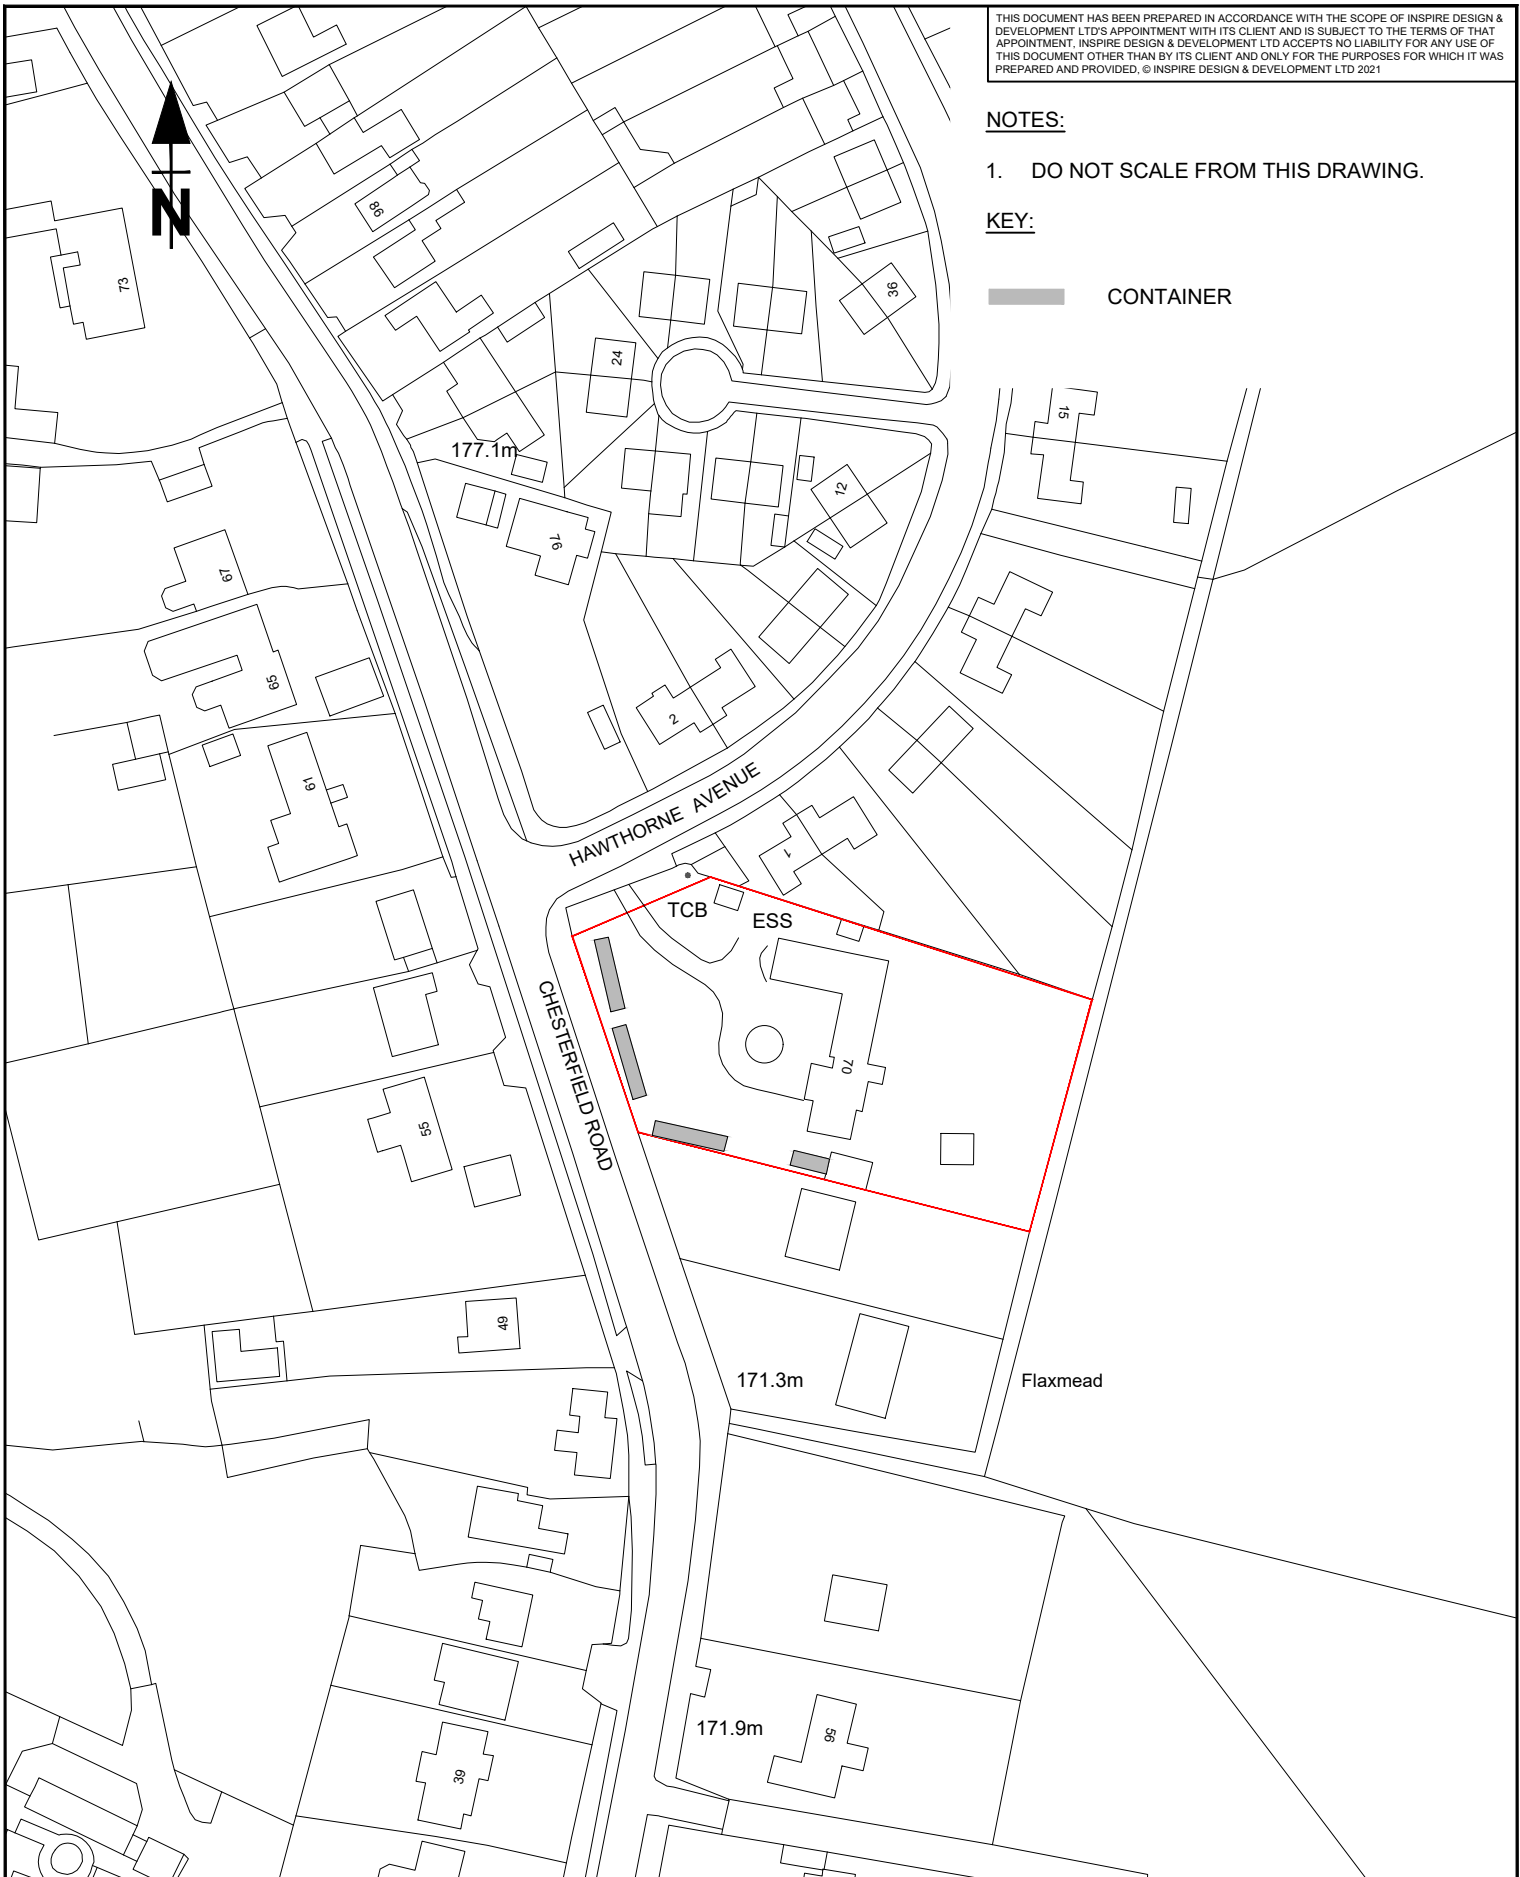 THIS DOCUMENT HAS BEEN PREPARED IN ACCORDANCE WITH THE SCOPE OF INSPIRE DESIGN &
DEVELOPMENT LTD'S APPOINTMENT WITH ITS CLIENT AND IS SUBJECT TO THE TERMS OF THAT
APPOINTMENT, INSPIRE DESIGN & DEVELOPMENT LTD ACCEPTS NO LIABILITY FOR ANY USE OF
THIS DOCUMENT OTHER THAN BY ITS CLIENT AND ONLY FOR THE PURPOSES FOR WHICH IT WAS
PREPARED AND PROVIDED, © INSPIRE DESIGN & DEVELOPMENT LTD 2021
NOTES:
1. DO NOT SCALE FROM THIS DRAWING.
KEY:
CONTAINER
N
86
73
36
24
15
177.1m
12
76
67
65
2
61
HAWTHORNE AVENUE
1
TCB
ESS
CHESTERFIELD ROAD
70
55
49
171.3m
Flaxmead
171.9m
56
39